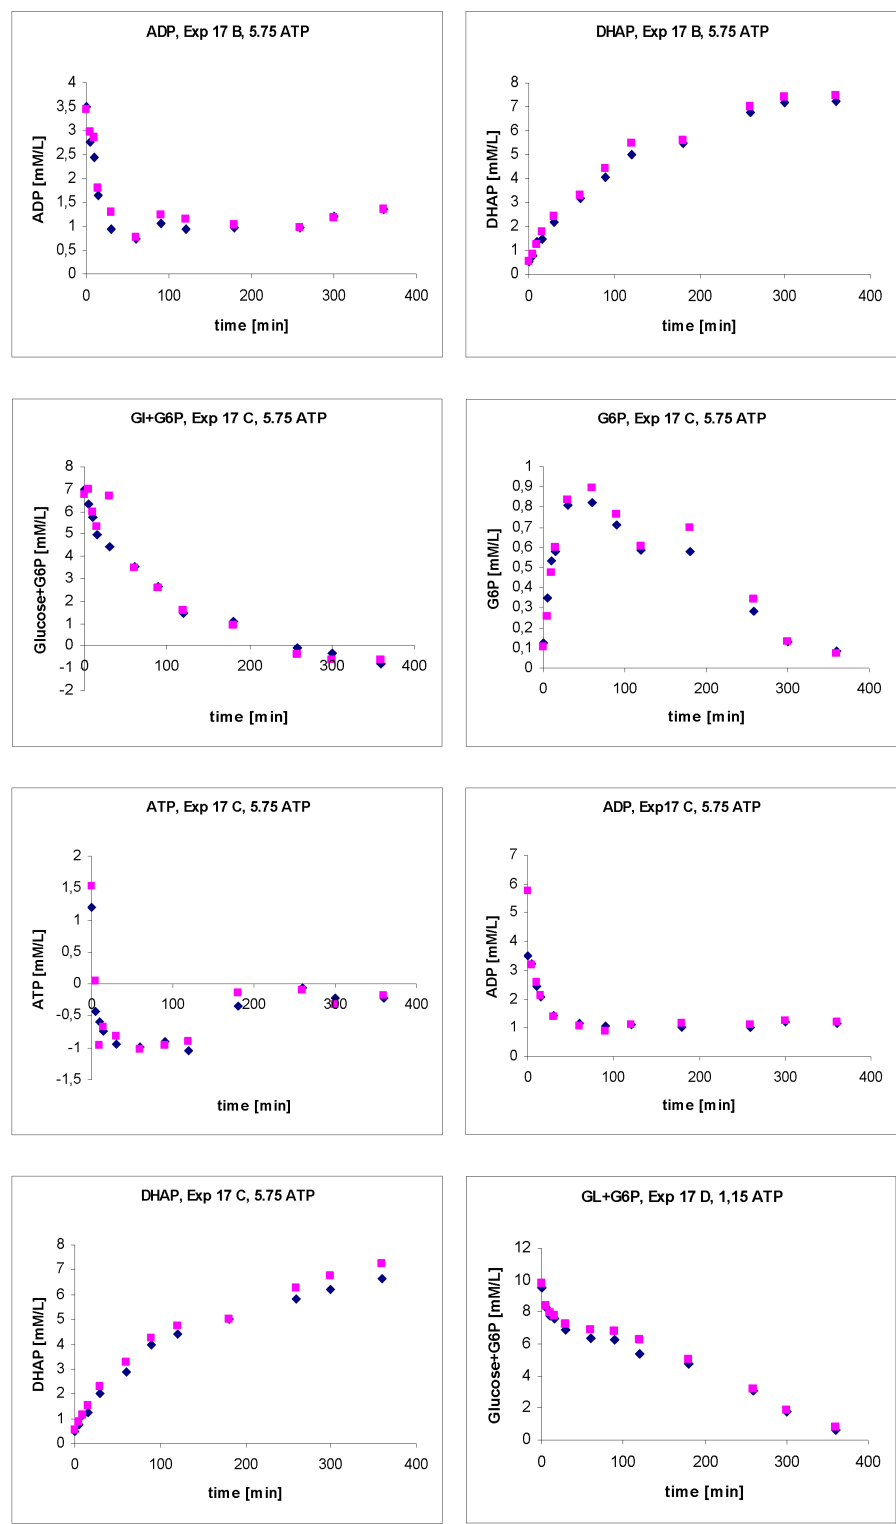 ADP, Exp 17 B, 5.75 ATP
4
3,5
3
2,5
2
1,5
1
0,5
0
ADP [mM/L]
0 100 200 300 400
time [min]
DHAP, Exp 17 B, 5.75 ATP
8
7
6
5
4
3
2
1
0
DHAP [mM/L]
0 100 200 300 400
time [min]
Gl+G6P, Exp 17 C, 5.75 ATP
8
7
6
5
4
3
2
1
0
-1
-2
Glucose+G6P [mM/L]
0 100 200 300 400
time [min]
G6P, Exp 17 C, 5.75 ATP
1
0,9
0,8
0,7
0,6
0,5
0,4
0,3
0,2
0,1
0
G6P [mM/L]
0 100 200 300 400
time [min]
ATP, Exp 17 C, 5.75 ATP
2
1,5
1
0,5
0
-0,5
-1
-1,5
ATP [mM/L]
0 100 200 300 400
time [min]
ADP, Exp17 C, 5.75 ATP
7
6
5
4
3
2
1
0
ADP [mM/L]
0 100 200 300 400
time [min]
DHAP, Exp 17 C, 5.75 ATP
8
7
6
5
4
3
2
1
0
DHAP [mM/L]
0 100 200 300 400
time [min]
GL+G6P, Exp 17 D, 1,15 ATP
12
10
8
6
4
2
0
Glucose+G6P [mM/L]
0 100 200 300 400
time [min]